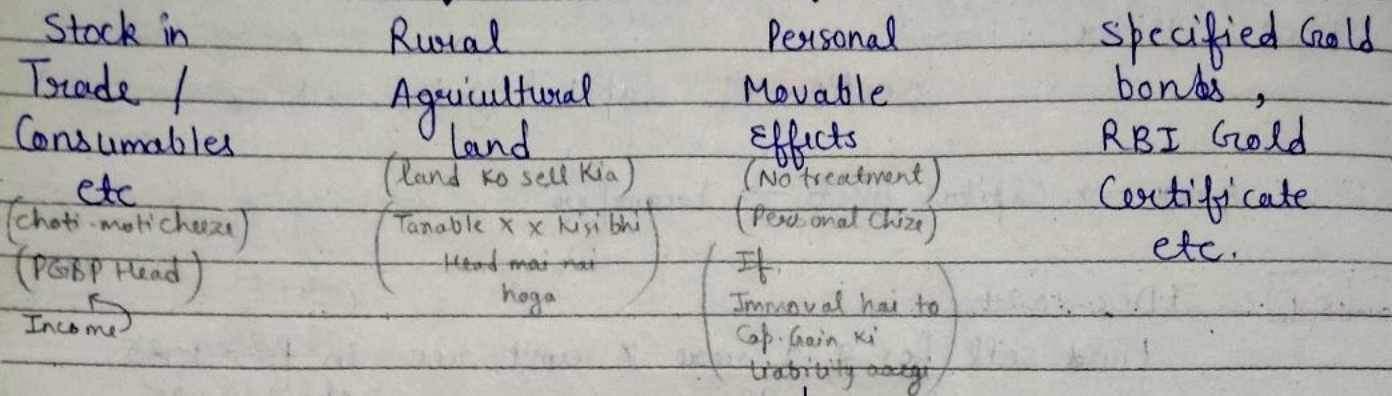 Stock in
Trade /
Consumables
etc
(choti-moti cheeze)
(PGBP Head)
Income
Rural
Agricultural
land
(land ko sell kia)
(Taxable x x kisi bhi
Head mai nai
hoga)
Personal
Movable
Effects
(No treatment)
(Personal Chize)
(If
Immoval hai to
Cap. Gain ki
liability aaegi)
Specified Gold
bonds,
RBI Gold
Certificate
etc.